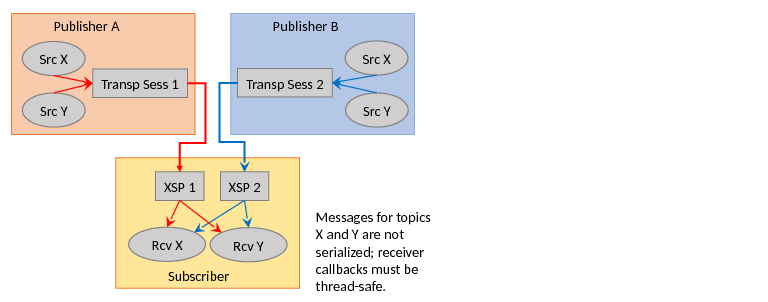 Publisher A
Publisher B
Src X
Src X
Transp Sess 1
Transp Sess 2
Src Y
Src Y
XSP 1
XSP 2
Rcv X
Rcv Y
Subscriber
Messages for topics
X and Y are not
serialized; receiver
callbacks must be
thread-safe.